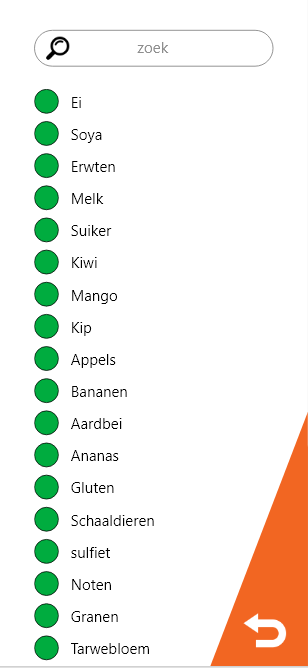 zoek
Ei
Soya
Erwten
Melk
Suiker
Kiwi
Mango
Kip
Appels
Bananen
Aardbei
Ananas
Gluten
Schaaldieren
sulfiet
Noten
Granen
Tarwebloem